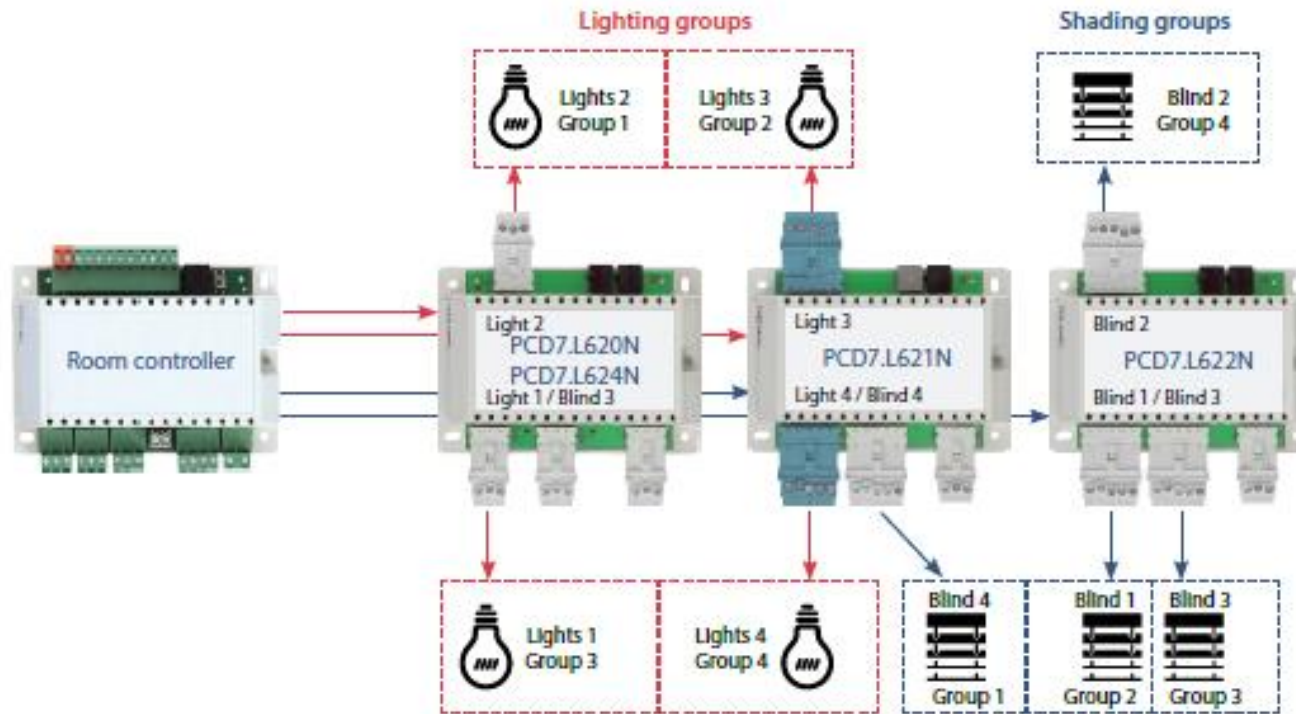 Lighting groups
Shading groups
Lights 2
Group 1
Lights 3
Group 2
Blind 2
Group 4
Room controller
Light 2
PCD7.L620N
PCD7.L624N
Light 1 / Blind 3
Light 3
PCD7.L621N
Light 4 / Blind 4
Blind 2
PCD7.L622N
Blind 1 / Blind 3
Lights 1
Group 3
Lights 4
Group 4
Blind 4
Group 1
Blind 1
Group 2
Blind 3
Group 3